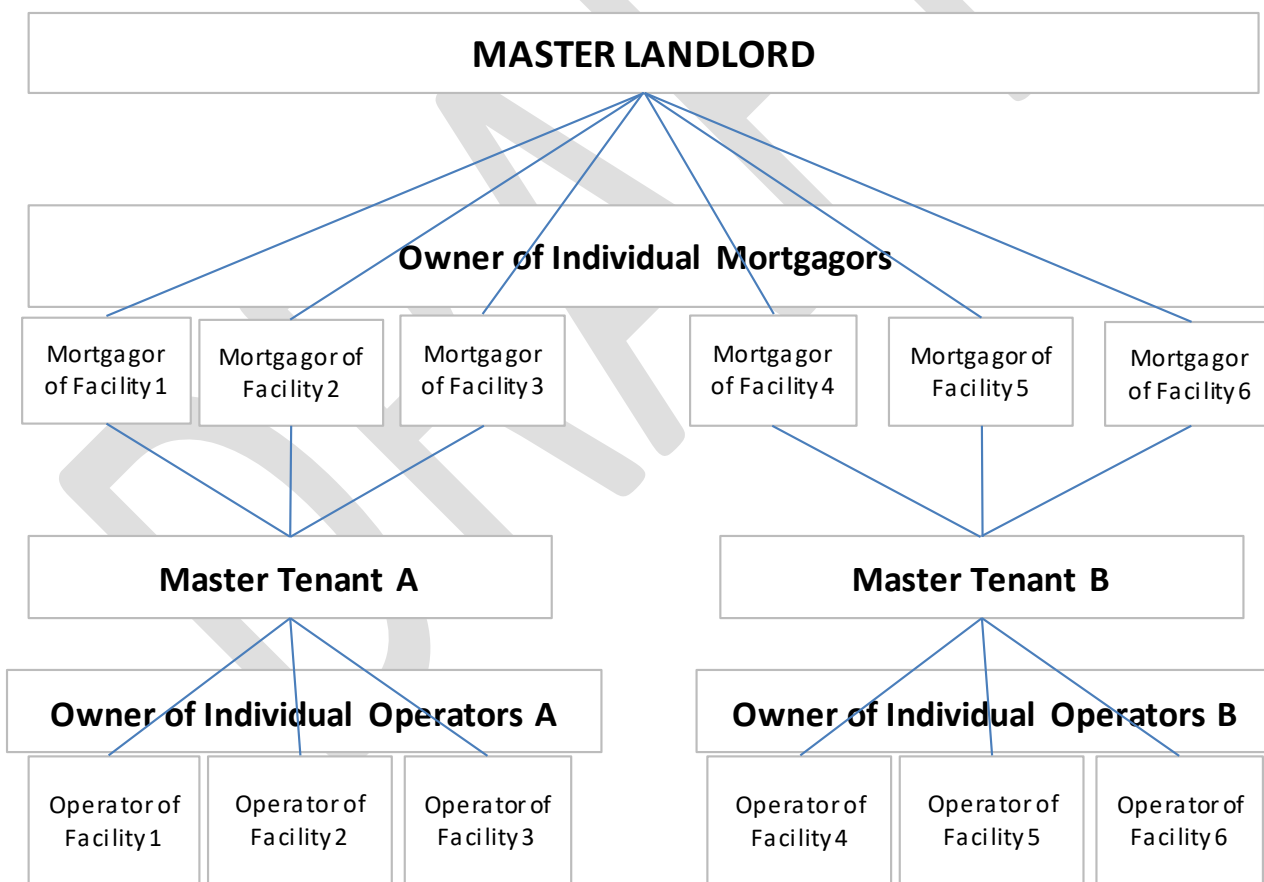 MASTER LANDLORD
Owner of Individual Mortgagors
Mortgagor
of Facility 1
Mortgagor of
Facility 2
Mortgagor
of Facility 3
Mortgagor
of Facility 4
Mortgagor of
Facility 5
Mortgagor
of Facility 6
Master Tenant A
Master Tenant B
Owner of Individual Operators A
Owner of Individual Operators B
Operator of
Facility 1
Operator of
Facility 2
Operator of
Facility 3
Operator of
Facility 4
Operator of
Facility 5
Operator of
Facility 6
DRAFT